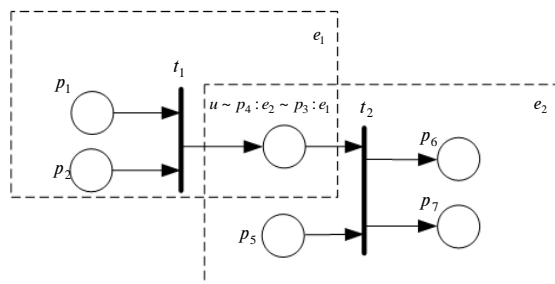 e₁
t₁
p₁
u ~ p₄ : e₂ ~ p₃ : e₁
t₂
e₂
p₂
p₆
p₇
p₅